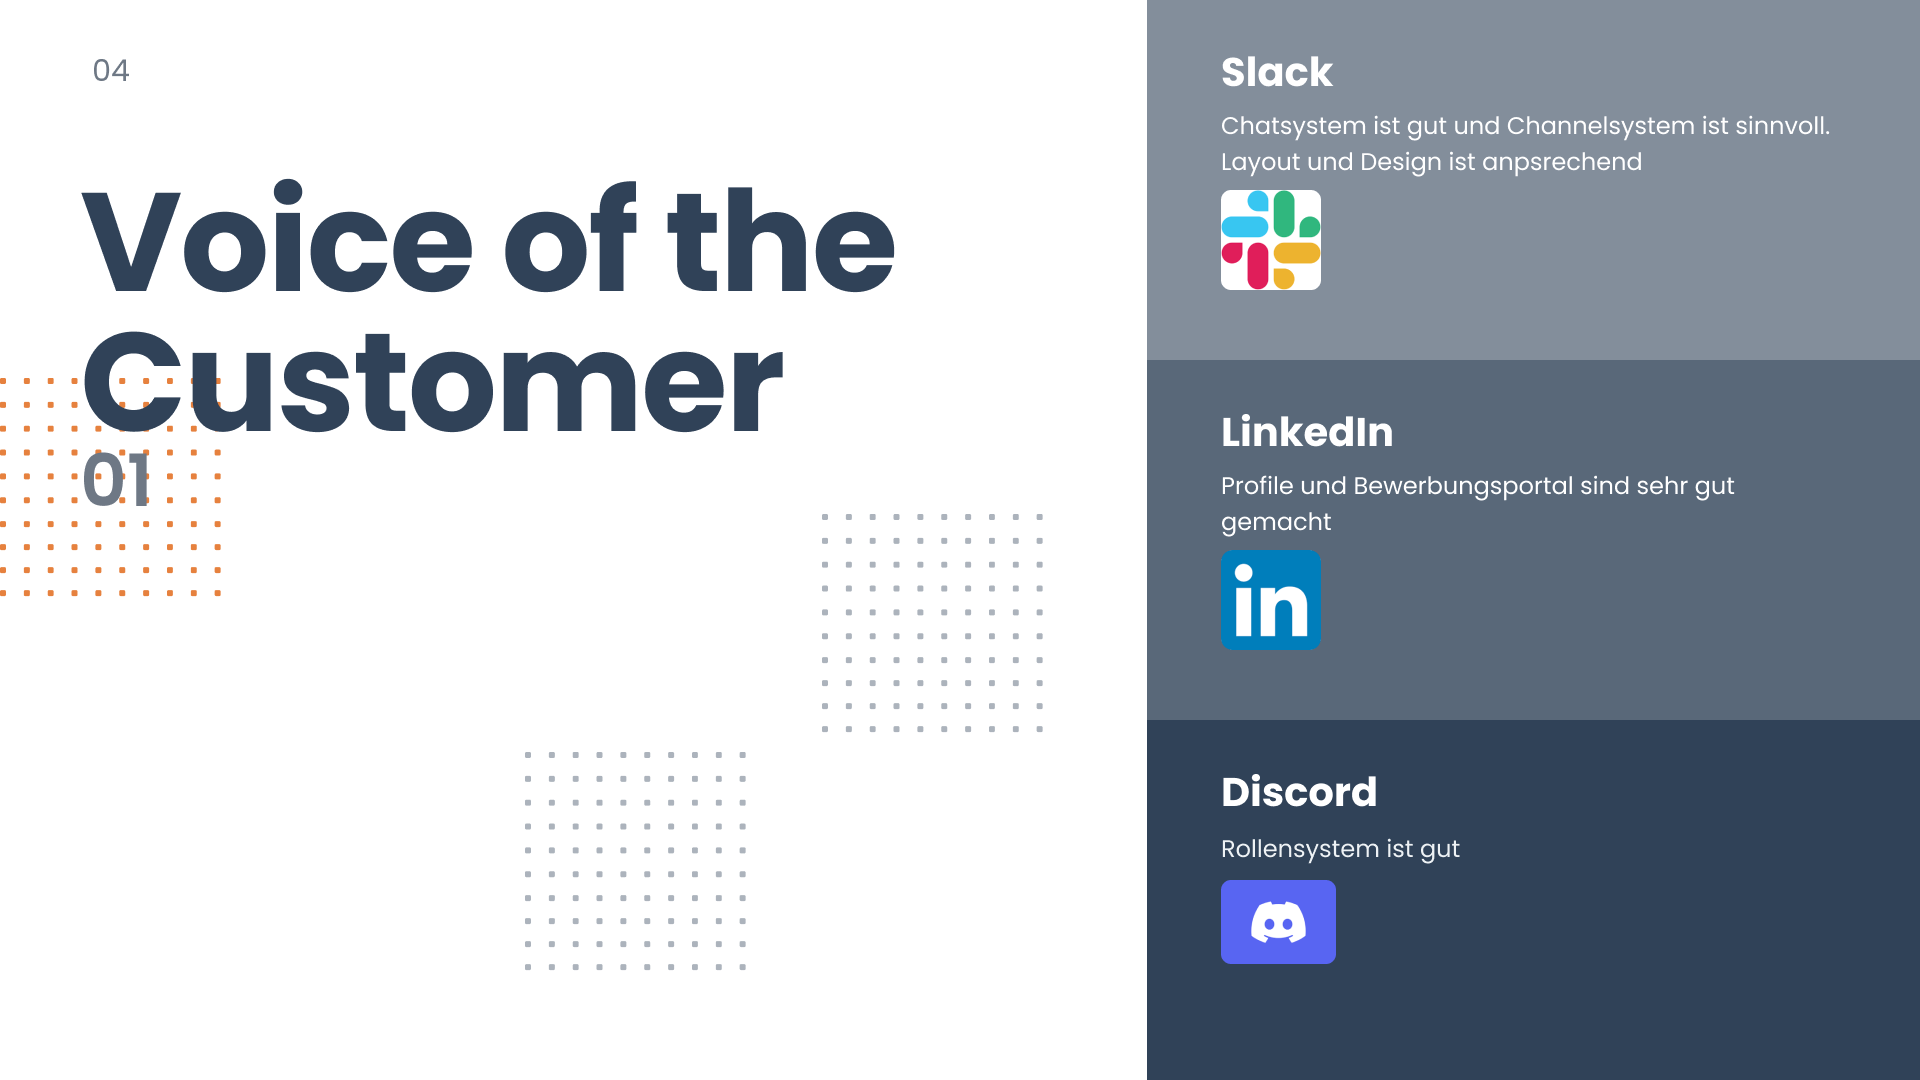 04
Voice of the
Customer
01
Slack
Chatsystem ist gut und Channelsystem ist sinnvoll.
Layout und Design ist anpsrechend
LinkedIn
Profile und Bewerbungsportal sind sehr gut
gemacht
in
Discord
Rollensystem ist gut